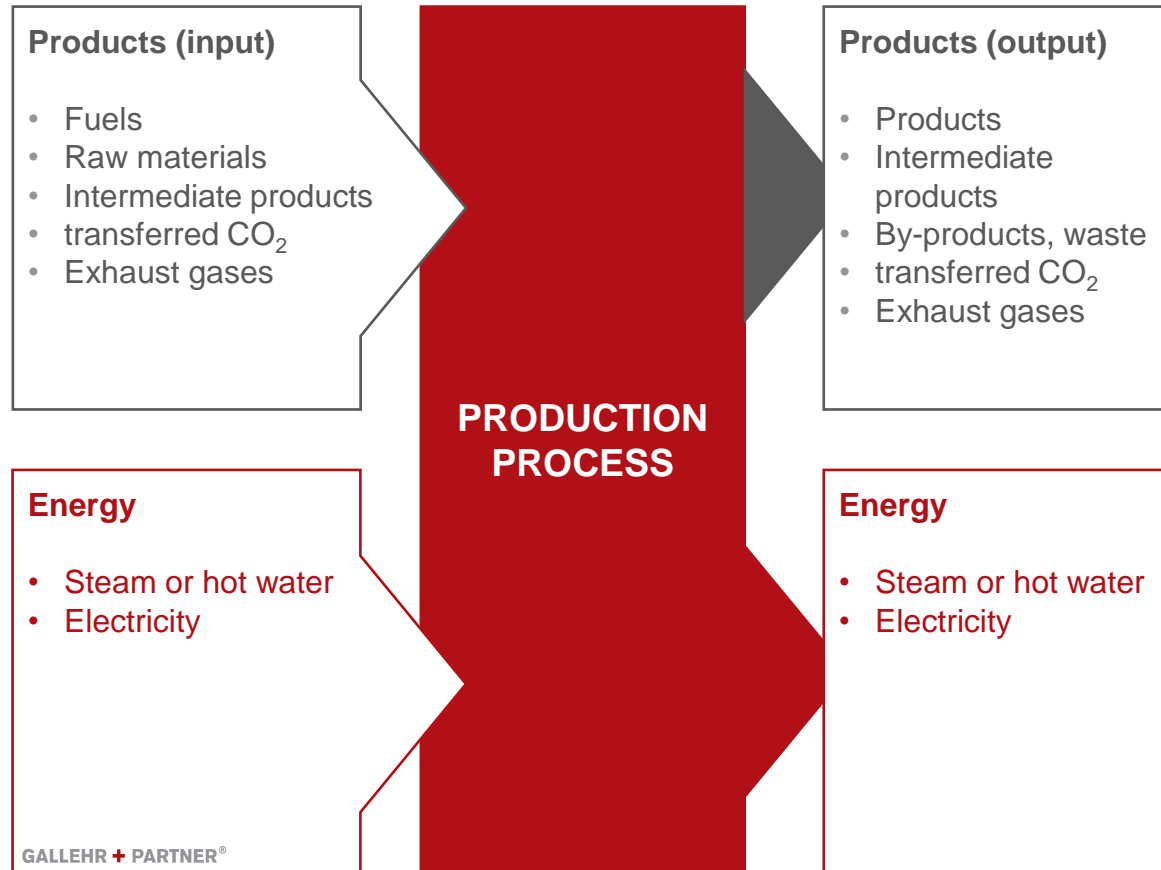 Products (input)
• Fuels
• Raw materials
• Intermediate products
• transferred CO₂
• Exhaust gases
PRODUCTION
PROCESS
Products (output)
• Products
• Intermediate
products
• By-products, waste
• transferred CO₂
• Exhaust gases
Energy
• Steam or hot water
• Electricity
Energy
• Steam or hot water
• Electricity
GALLEHR + PARTNER®